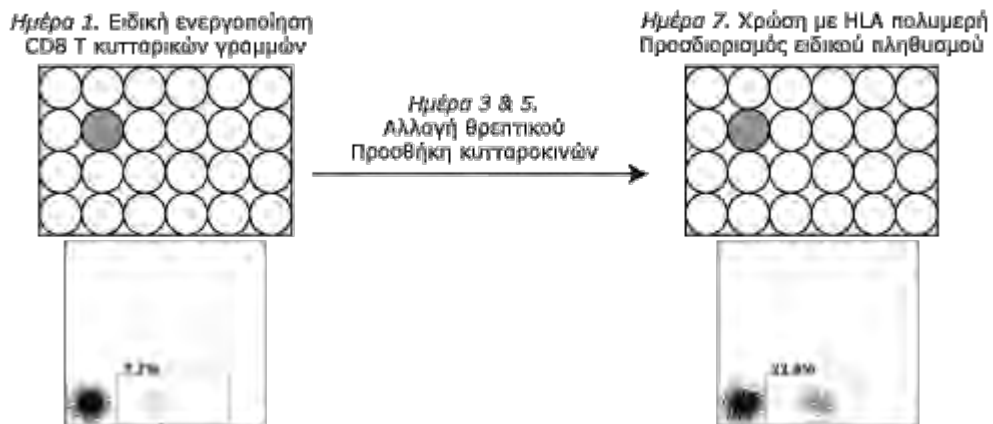 Ημέρα 1. Ειδική ενεργοποίηση
CD8 Τ κυτταρικών γραμμών
Ημέρα 3 & 5.
Αλλαγή θρεπτικού
Προσθήκη κυτταροκινών
Ημέρα 7. Χρώση με HLA πολυμερή
Προσδιορισμός ειδικού πληθυσμού